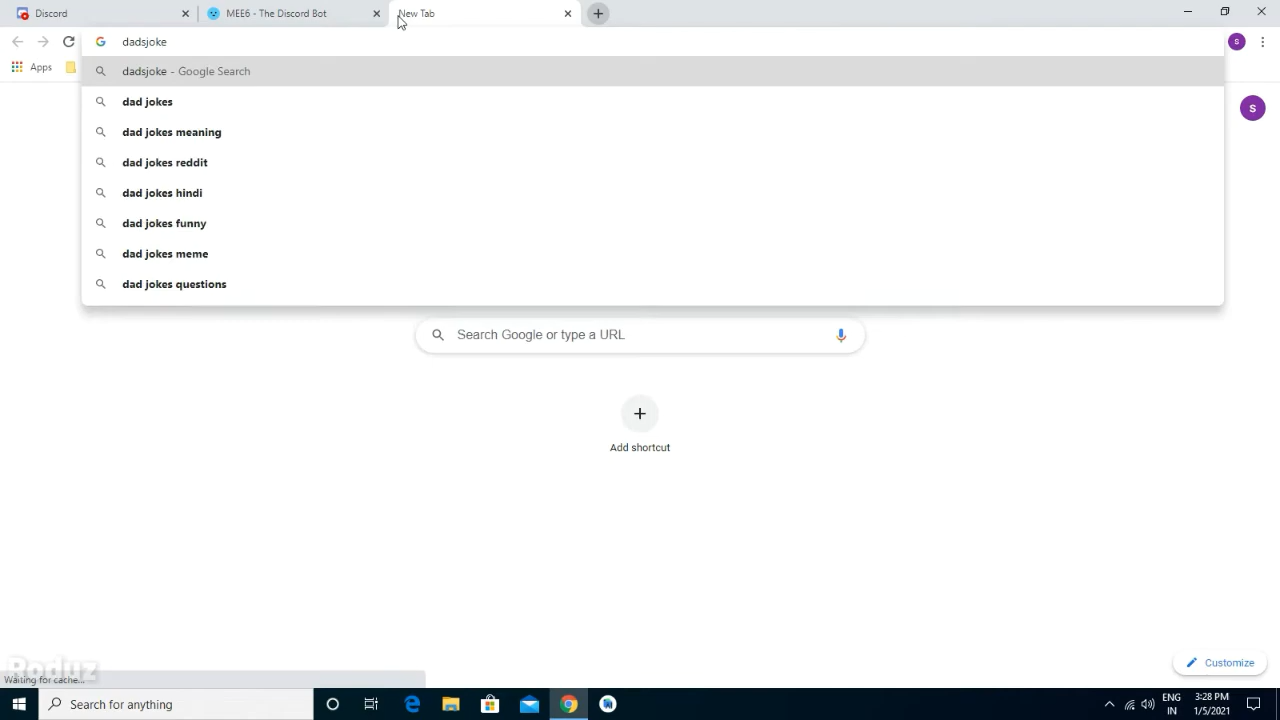 Discord
MEE6 - The Discord Bot
New Tab
dadsjoke
S
Apps
dadsjoke - Google Search
dad jokes
S
dad jokes meaning
dad jokes reddit
dad jokes hindi
dad jokes funny
dad jokes meme
dad jokes questions
Search Google or type a URL
Add shortcut
Customize
Roduz
Waiting for cache...
Search for anything
ENG
IN
3:28 PM
1/5/2021